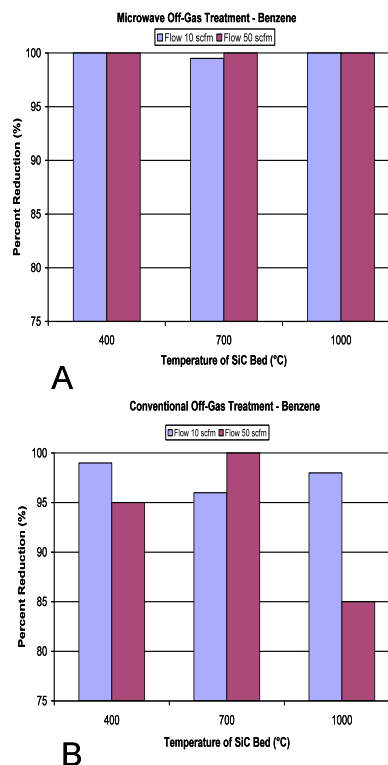 Microwave Off-Gas Treatment - Benzene
Flow 10 scfm Flow 50 scfm
Percent Reduction (%)
100
95
90
85
80
75
400 700 1000
Temperature of SiC Bed (°C)
A
Conventional Off-Gas Treatment - Benzene
Flow 10 scfm Flow 50 scfm
Percent Reduction (%)
100
95
90
85
80
75
400 700 1000
Temperature of SiC Bed (°C)
B